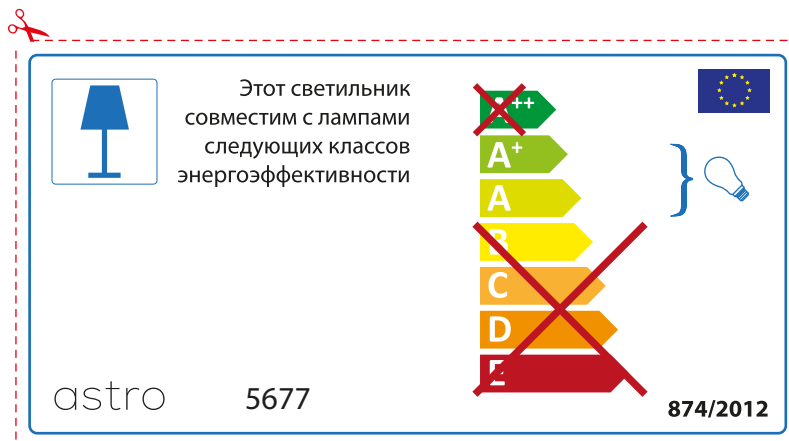 Этот светильник
совместим с лампами
следующих классов
энергоэффективности
A++
A+
A
B
C
D
E
astro
5677
874/2012